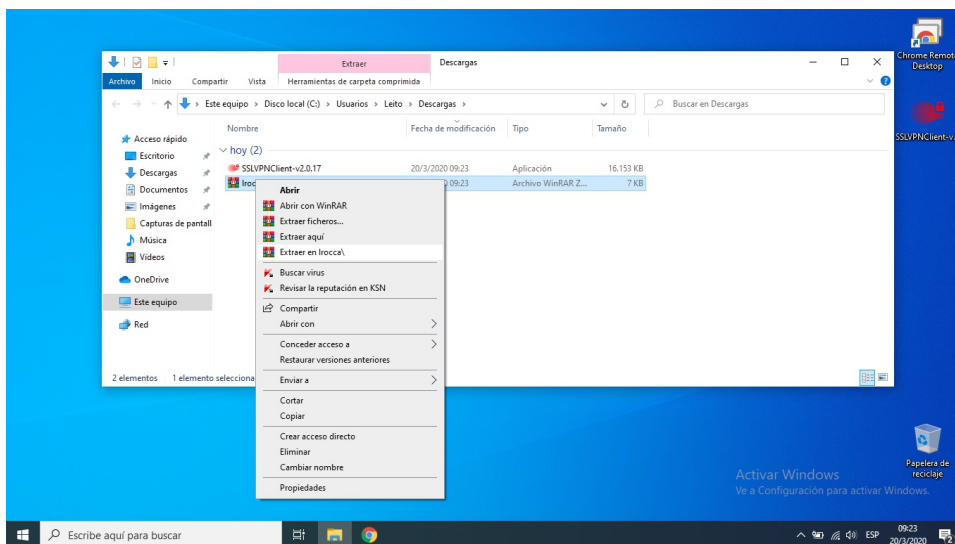 Chrome Remot
Desktop
Extraer
Descargas
Archivo Inicio Compartir Vista Herramientas de carpeta comprimida
Este equipo > Disco local (C:) > Usuarios > Leito > Descargas >
Buscar en Descargas
SSLVPNClient-v
Nombre Fecha de modificación Tipo Tamaño
Acceso rápido
Escritorio
Descargas
Documentos
Imágenes
Capturas de pantall
Música
Vídeos
OneDrive
Este equipo
Red
hoy (2)
SSLVPNClient-v2.0.17 20/3/2020 09:23 Aplicación 16.153 KB
09:23 Archivo WinRAR Z... 7 KB
Abrir
Abrir con WinRAR
Extraer ficheros...
Extraer aquí
Extraer en lrocca\
Buscar virus
Revisar la reputación en KSN
Compartir
Abrir con
Conceder acceso a
Restaurar versiones anteriores
Enviar a
Cortar
Copiar
Crear acceso directo
Eliminar
Cambiar nombre
Propiedades
2 elementos 1 elemento selecciona
Papelera de
reciclaje
Activar Windows
Ve a Configuración para activar Windows.
Escribe aquí para buscar
ESP
09:23
20/3/2020
2